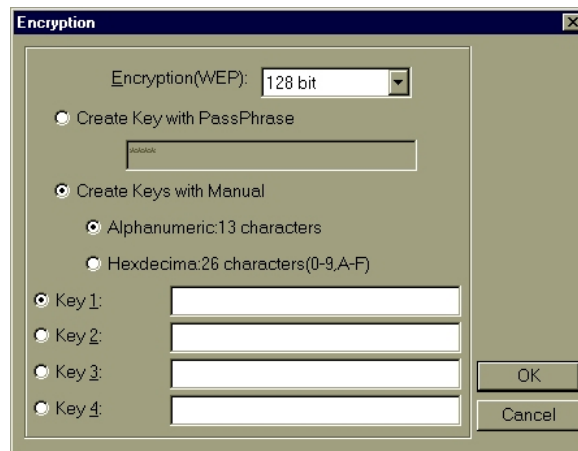 Encryption
Encryption(WEP): 128 bit
Create Key with PassPhrase
Create Keys with Manual
Alphanumeric:13 characters
Hexdecima:26 characters(0-9,A-F)
Key 1:
Key 2:
Key 3:
Key 4:
OK
Cancel